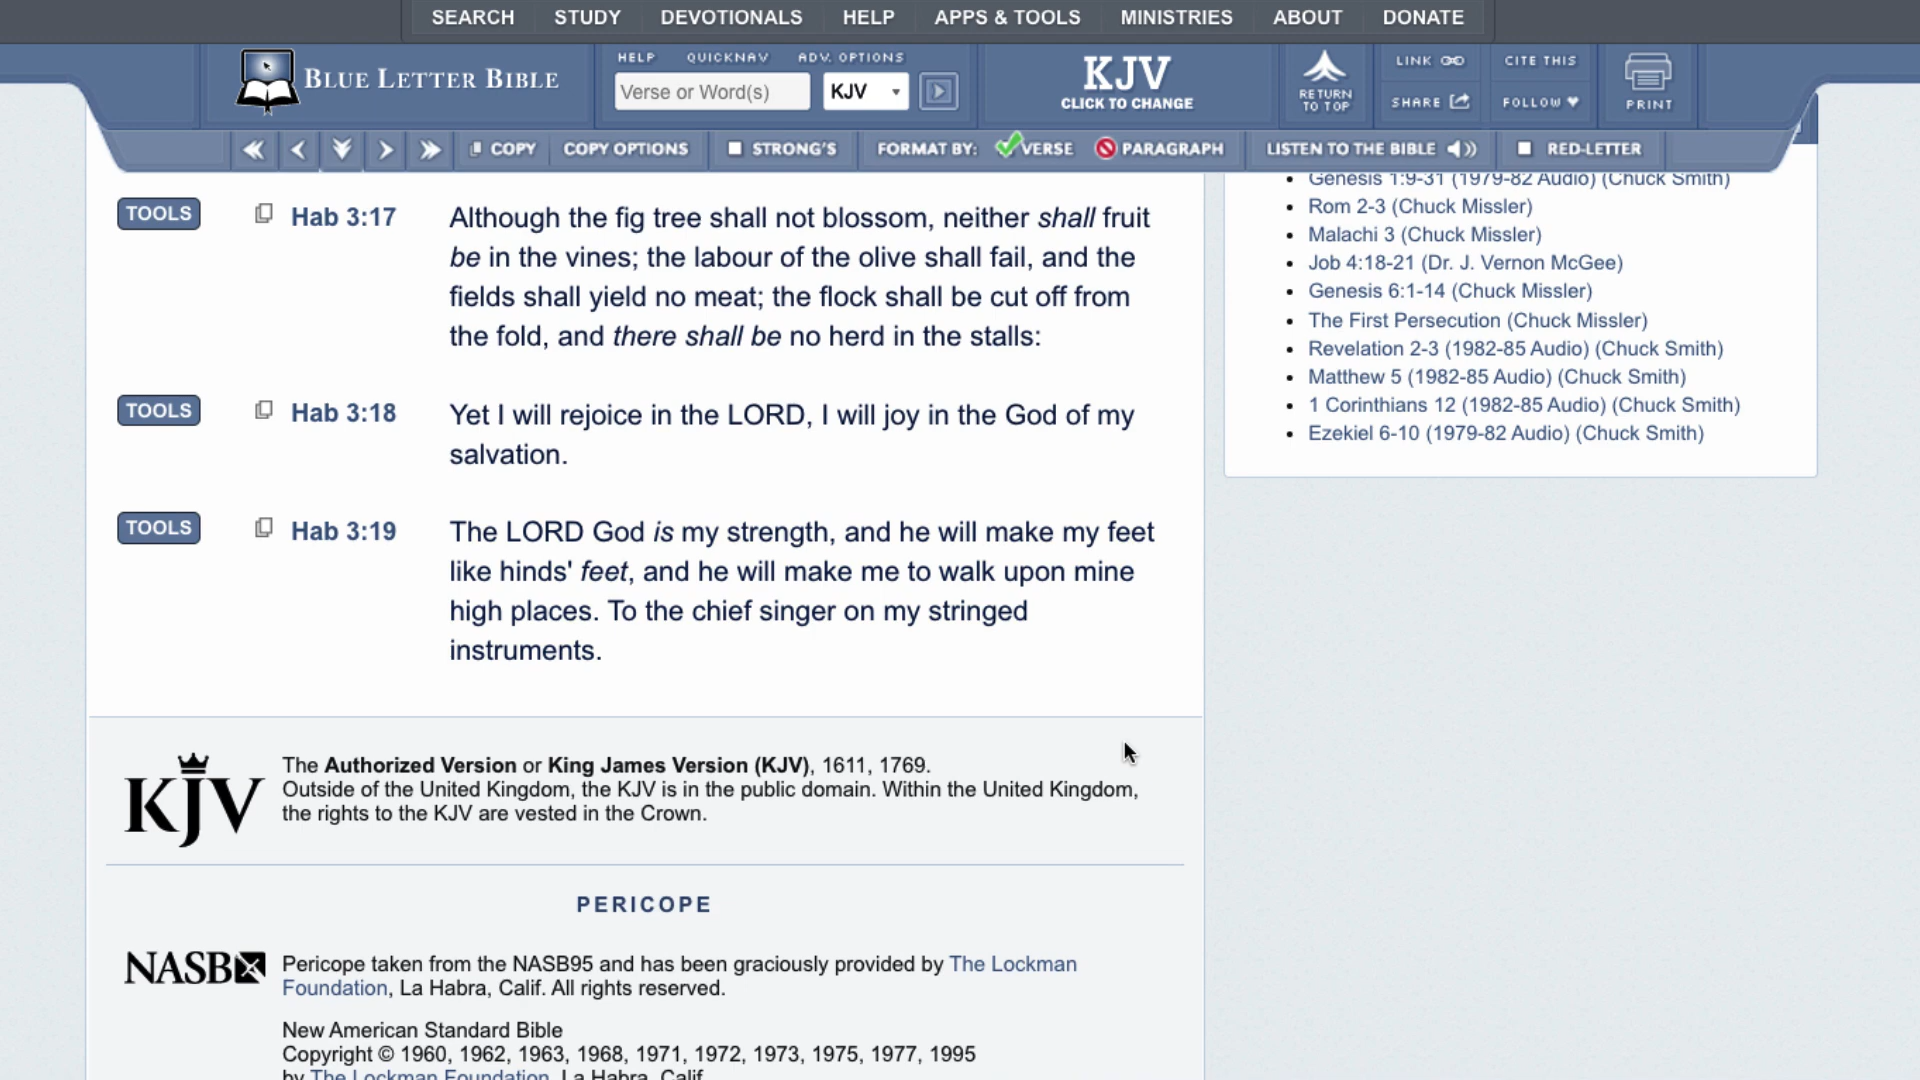 SEARCH STUDY DEVOTIONALS HELP APPS & TOOLS MINISTRIES ABOUT DONATE
BLUE LETTER BIBLE
HELP QUICKNAV ADV. OPTIONS
Verse or Word(s) KJV
KJV
CLICK TO CHANGE
RETURN
TO TOP
LINK
SHARE
CITE THIS
FOLLOW
PRINT
COPY COPY OPTIONS STRONG'S FORMAT BY: VERSE PARAGRAPH LISTEN TO THE BIBLE RED-LETTER
TOOLS Hab 3:17 Although the fig tree shall not blossom, neither shall fruit
be in the vines; the labour of the olive shall fail, and the
fields shall yield no meat; the flock shall be cut off from
the fold, and there shall be no herd in the stalls:
TOOLS Hab 3:18 Yet I will rejoice in the LORD, I will joy in the God of my
salvation.
TOOLS Hab 3:19 The LORD God is my strength, and he will make my feet
like hinds' feet, and he will make me to walk upon mine
high places. To the chief singer on my stringed
instruments.
Genesis 1:9-31 (1979-82 Audio) (Chuck Smith)
Rom 2-3 (Chuck Missler)
Malachi 3 (Chuck Missler)
Job 4:18-21 (Dr. J. Vernon McGee)
Genesis 6:1-14 (Chuck Missler)
The First Persecution (Chuck Missler)
Revelation 2-3 (1982-85 Audio) (Chuck Smith)
Matthew 5 (1982-85 Audio) (Chuck Smith)
1 Corinthians 12 (1982-85 Audio) (Chuck Smith)
Ezekiel 6-10 (1979-82 Audio) (Chuck Smith)
KJV
The Authorized Version or King James Version (KJV), 1611, 1769.
Outside of the United Kingdom, the KJV is in the public domain. Within the United Kingdom,
the rights to the KJV are vested in the Crown.
PERICOPE
NASB
Pericope taken from the NASB95 and has been graciously provided by The Lockman
Foundation, La Habra, Calif. All rights reserved.
New American Standard Bible
Copyright © 1960, 1962, 1963, 1968, 1971, 1972, 1973, 1975, 1977, 1995
by The Lockman Foundation, La Habra, Calif.